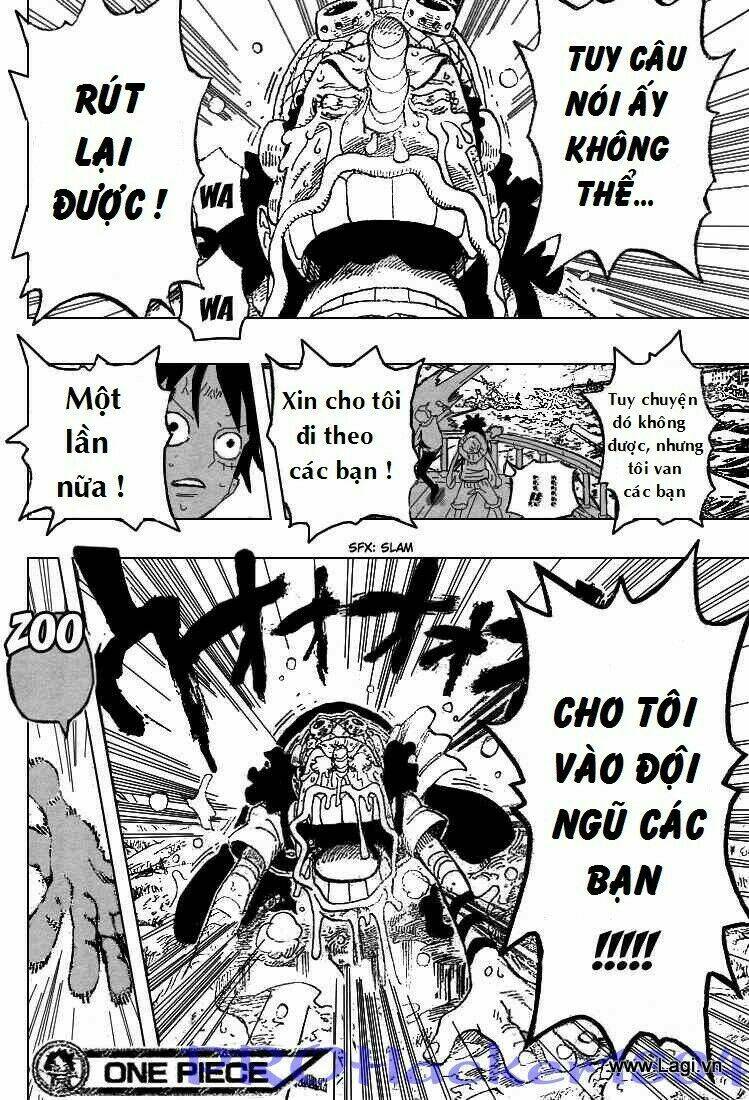 TUY CÂU
NÓI ẤY
KHÔNG
THỂ...
RÚT
LẠI
ĐƯỢC !
WA
WA
Tuy chuyện
đó không
được, nhưng
tôi van
các bạn
Xin cho tôi
đi theo
các bạn !
Một
lần
nữa !
SFX: SLAM
CHO TÔI
VÀO ĐỘI
NGŨ CÁC
BẠN
!!!!!
ZOO
ONE PIECE
www.Lagi.vn